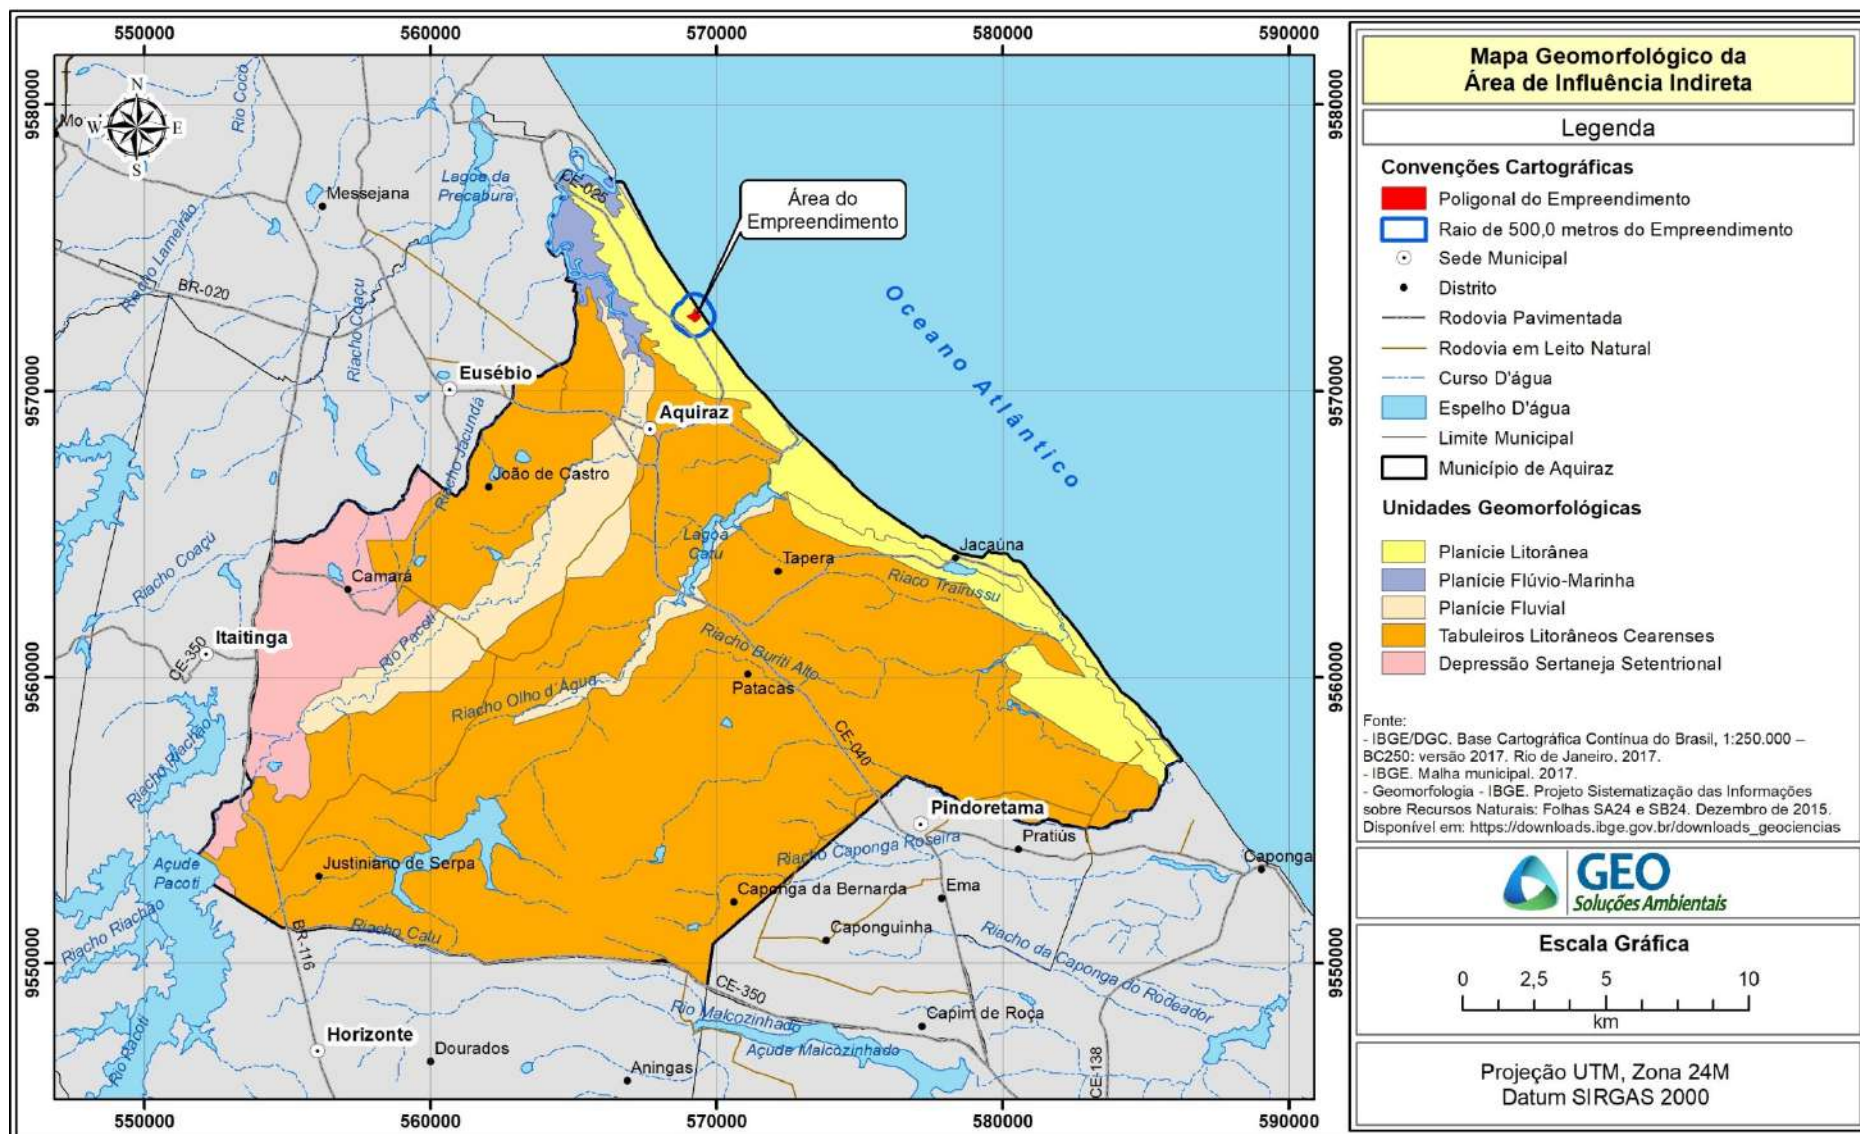 550000
560000
570000
580000
590000
9580000
9580000
N
W
E
S
Rio Cocó
Messejana
Lagoa da
Precabura
CE-025
Área do
Empreendimento
Riacho Lameirão
BR-020
Riacho Coaçu
Oceano Atlântico
9570000
9570000
Eusébio
Aquiraz
Riacho Jacundá
João de Castro
Lagoa
Catu
Jacaúna
Tapera
Riacho Coaçu
Camará
Riaco Trairussu
Itaitinga
CE-350
Rio Pacoti
Riacho Buriti Alto
9560000
9560000
Patacas
Riacho Olho d'Água
Riacho Riachão
CE-040
Pindoretama
Pratiús
Riacho Caponga Roseira
Caponga
Açude
Pacoti
Justiniano de Serpa
Caponga da Bernarda
Ema
Riacho Riachão
BR-116
Riacho Catu
Caponguinha
Riacho da Caponga do Rodeador
9550000
9550000
CE-350
Rio Malcozinhado
Capim de Roça
Horizonte
Dourados
Açude Malcozinhado
Rio Pacoti
Aningas
CE-138
550000
560000
570000
580000
590000
Mapa Geomorfológico da
Área de Influência Indireta
Legenda
Convenções Cartográficas
Poligonal do Empreendimento
Raio de 500,0 metros do Empreendimento
Sede Municipal
Distrito
Rodovia Pavimentada
Rodovia em Leito Natural
Curso D'água
Espelho D'água
Limite Municipal
Município de Aquiraz
Unidades Geomorfológicas
Planície Litorânea
Planície Flúvio-Marinha
Planície Fluvial
Tabuleiros Litorâneos Cearenses
Depressão Sertaneja Setentrional
Fonte:
- IBGE/DGC. Base Cartográfica Contínua do Brasil, 1:250.000 –
BC250: versão 2017. Rio de Janeiro. 2017.
- IBGE. Malha municipal. 2017.
- Geomorfologia - IBGE. Projeto Sistematização das Informações
sobre Recursos Naturais: Folhas SA24 e SB24. Dezembro de 2015.
Disponível em: https://downloads.ibge.gov.br/downloads_geociencias
GEO
Soluções Ambientais
Escala Gráfica
0 2,5 5 10
km
Projeção UTM, Zona 24M
Datum SIRGAS 2000